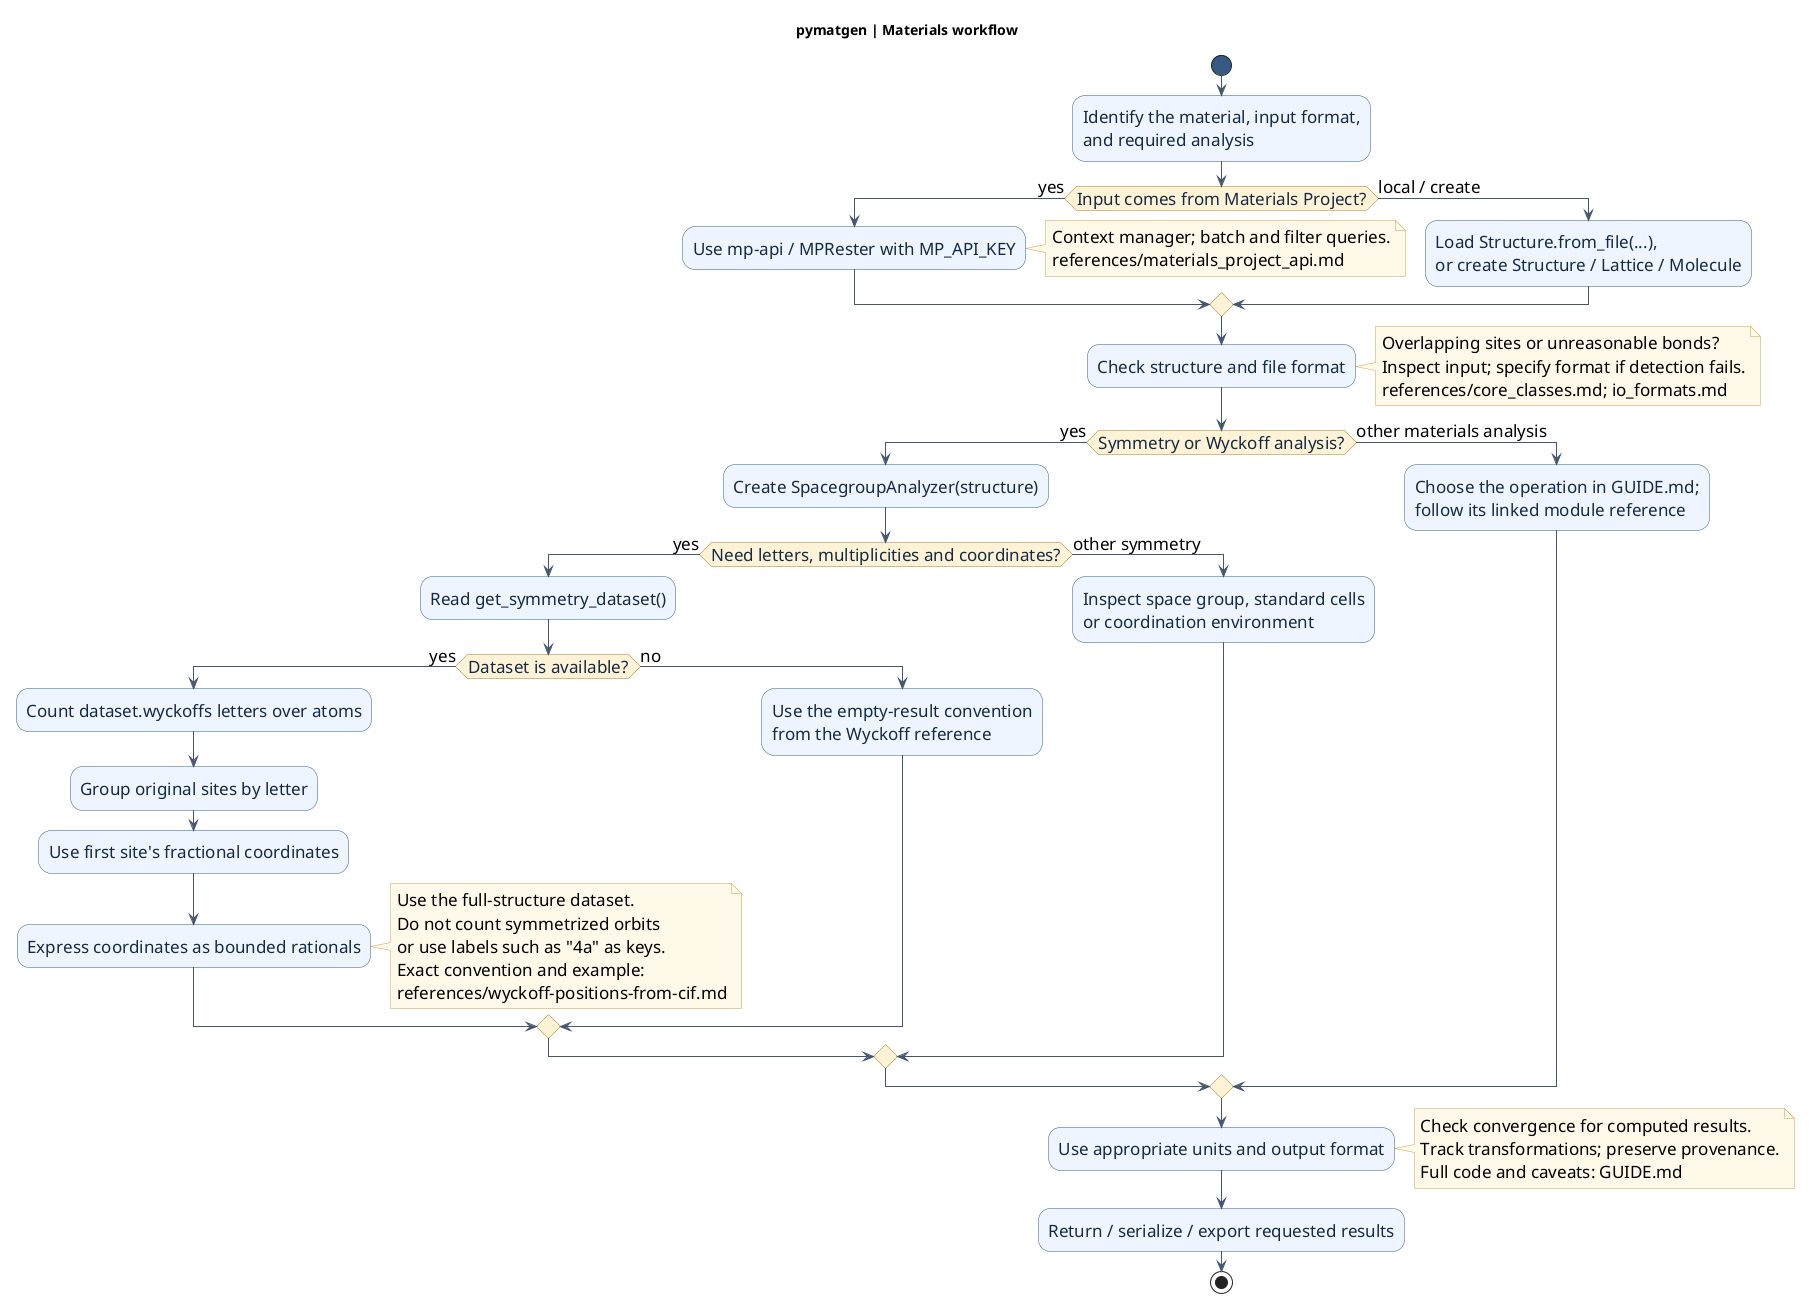 pymatgen | Materials workflow
Identify the material, input format,
and required analysis
yes
Input comes from Materials Project?
local / create
Use mp-api / MPRester with MP_API_KEY
Context manager; batch and filter queries.
references/materials_project_api.md
Load Structure.from_file(...),
or create Structure / Lattice / Molecule
Check structure and file format
Overlapping sites or unreasonable bonds?
Inspect input; specify format if detection fails.
references/core_classes.md; io_formats.md
yes
Symmetry or Wyckoff analysis?
other materials analysis
Create SpacegroupAnalyzer(structure)
Choose the operation in GUIDE.md;
follow its linked module reference
yes
Need letters, multiplicities and coordinates?
other symmetry
Read get_symmetry_dataset()
Inspect space group, standard cells
or coordination environment
yes
Dataset is available?
no
Count dataset.wyckoffs letters over atoms
Use the empty-result convention
from the Wyckoff reference
Group original sites by letter
Use first site's fractional coordinates
Express coordinates as bounded rationals
Use the full-structure dataset.
Do not count symmetrized orbits
or use labels such as "4a" as keys.
Exact convention and example:
references/wyckoff-positions-from-cif.md
Use appropriate units and output format
Check convergence for computed results.
Track transformations; preserve provenance.
Full code and caveats: GUIDE.md
Return / serialize / export requested results